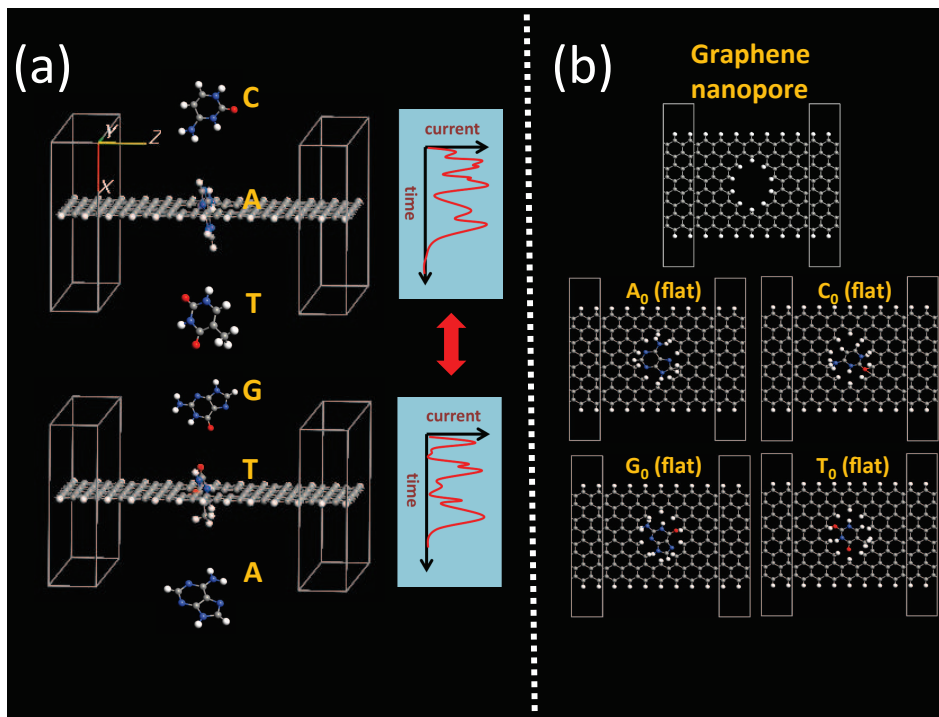 (a)
C
Y
Z
X
A
T
current
time
G
T
A
current
time
(b)
Graphene
nanopore
A₀ (flat)
C₀ (flat)
G₀ (flat)
T₀ (flat)